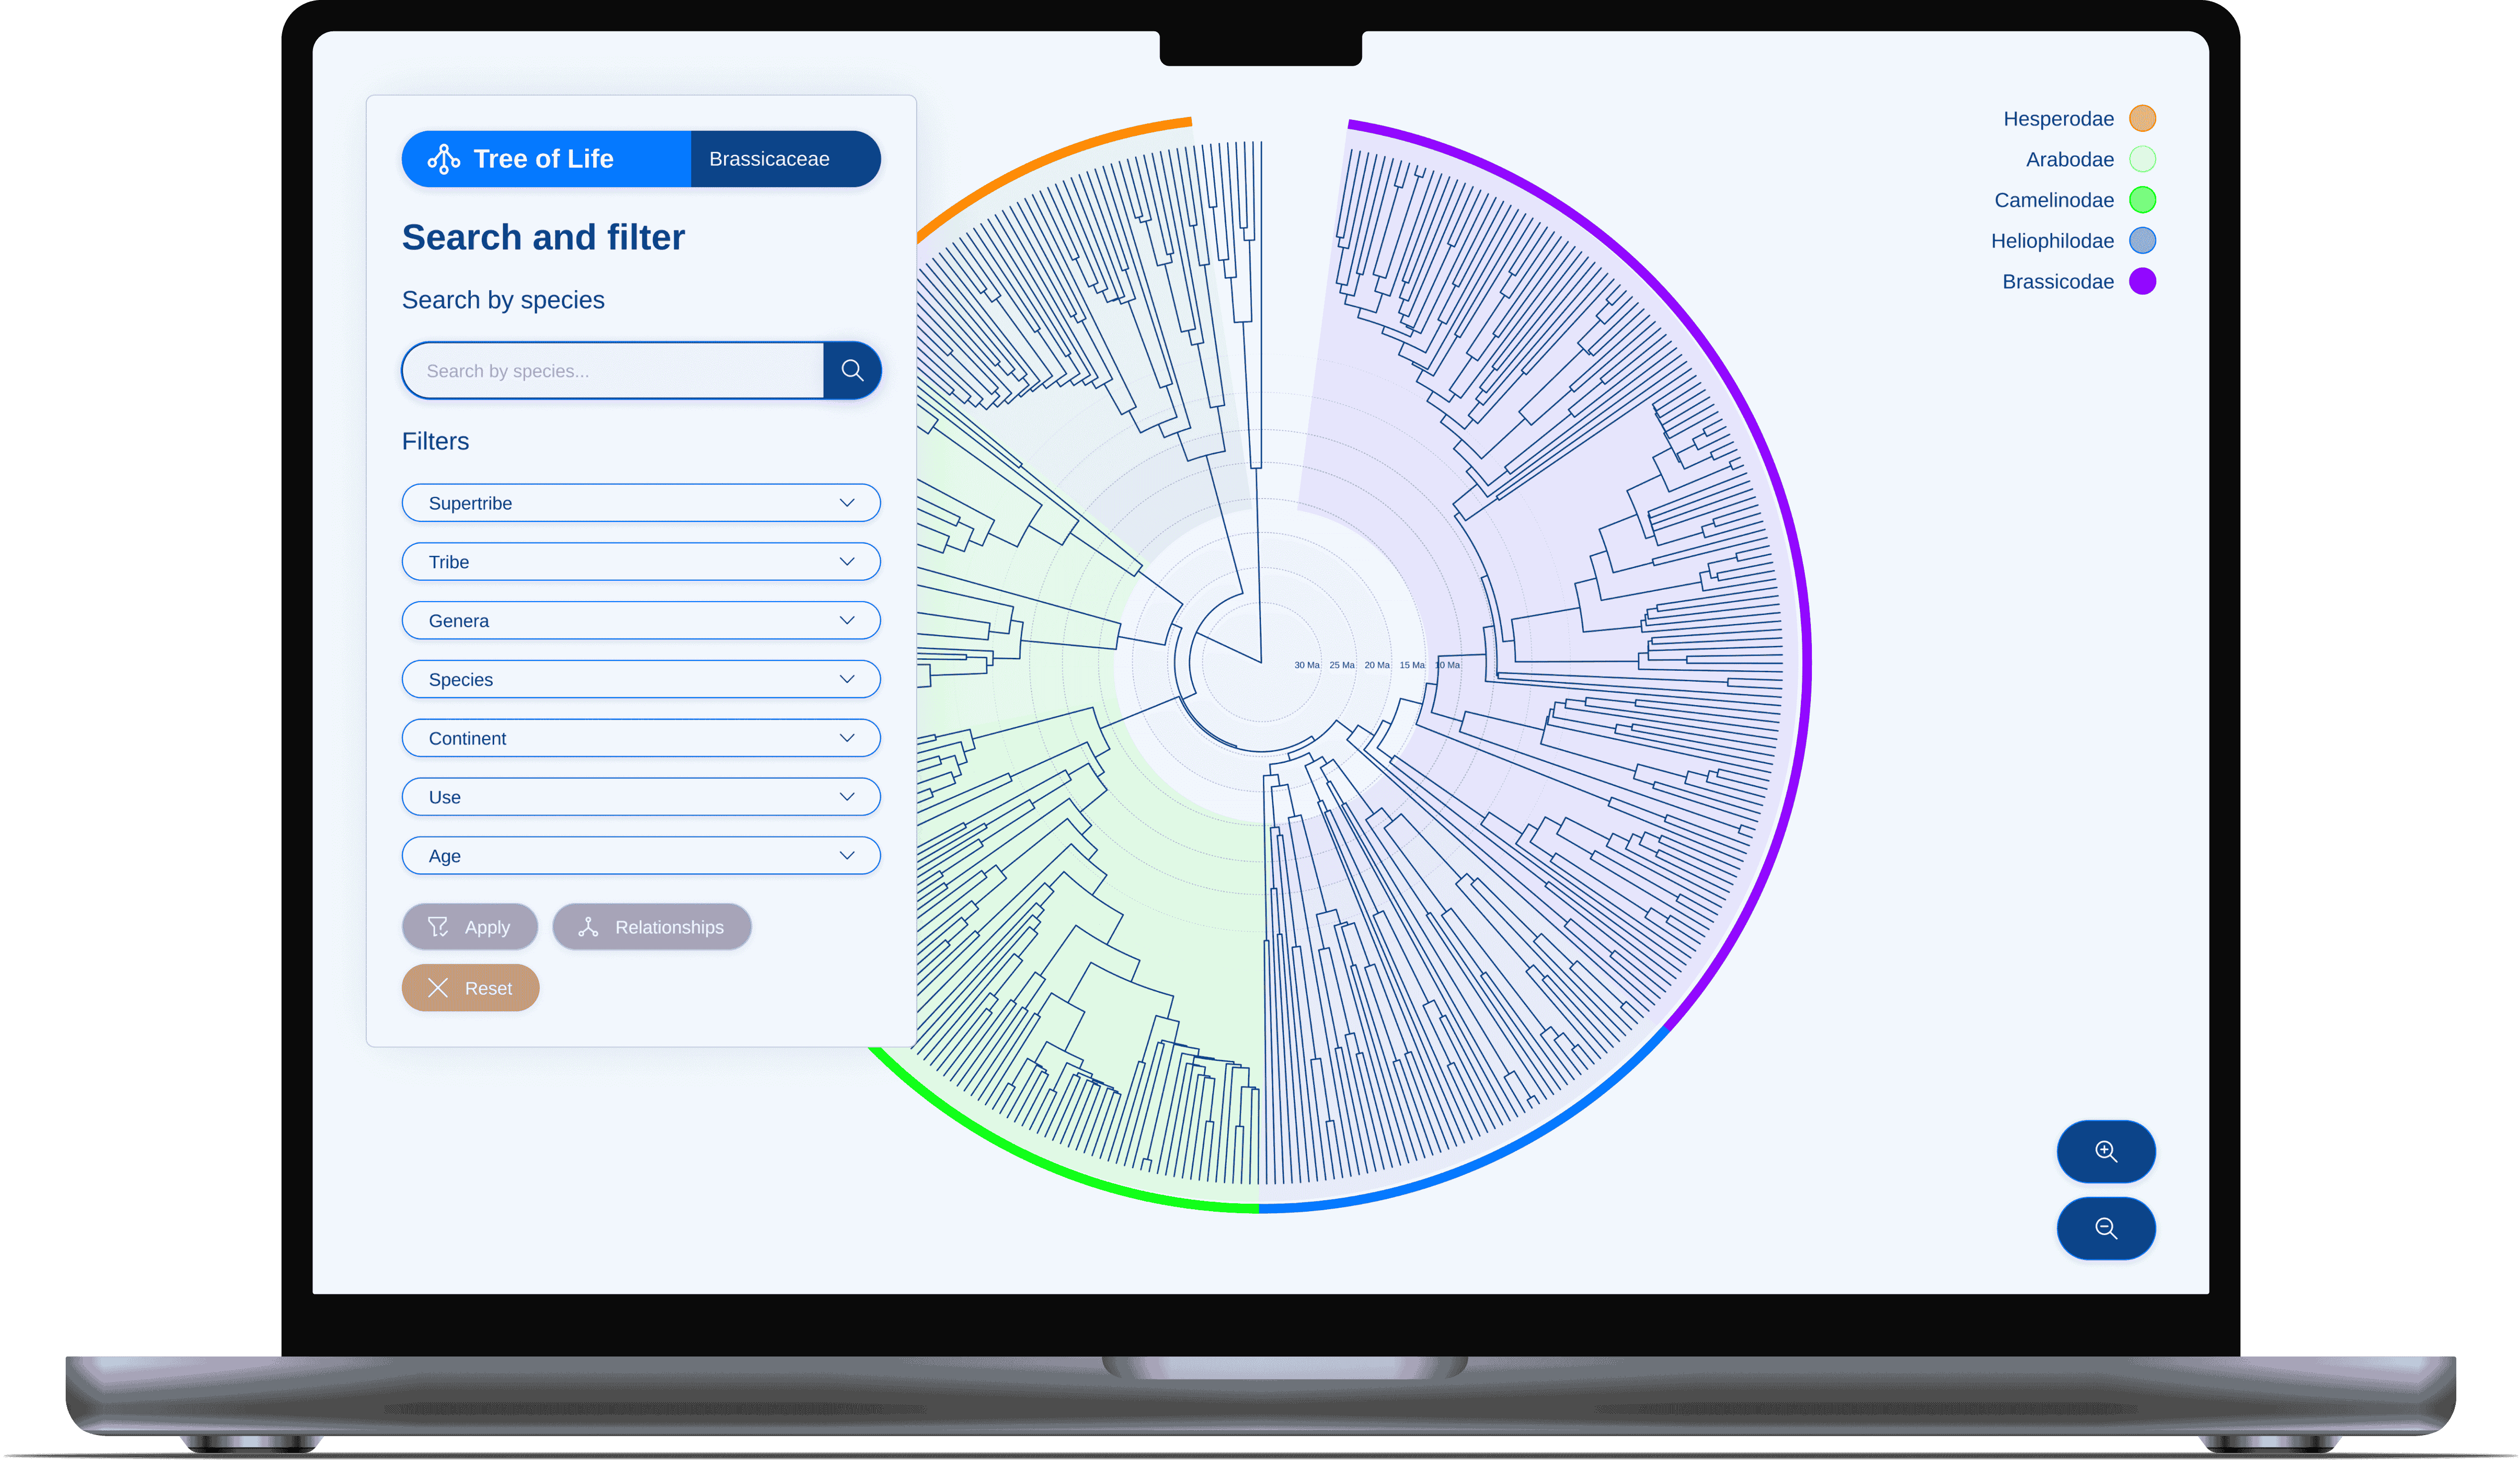 Tree of Life
Brassicaceae
Search and filter
Search by species
Search by species...
Filters
Supertribe
Tribe
Genera
Species
Continent
Use
Age
Apply
Relationships
Reset
30 Ma
25 Ma
20 Ma
15 Ma
10 Ma
Hesperodae
Arabodae
Camelinodae
Heliophilodae
Brassicodae